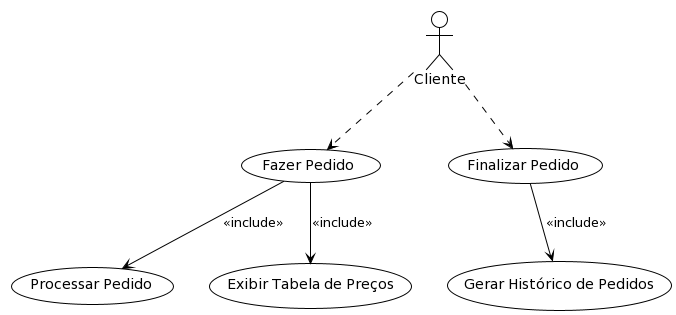 Cliente
Fazer Pedido
Finalizar Pedido
«include»
«include»
«include»
Processar Pedido
Exibir Tabela de Preços
Gerar Histórico de Pedidos